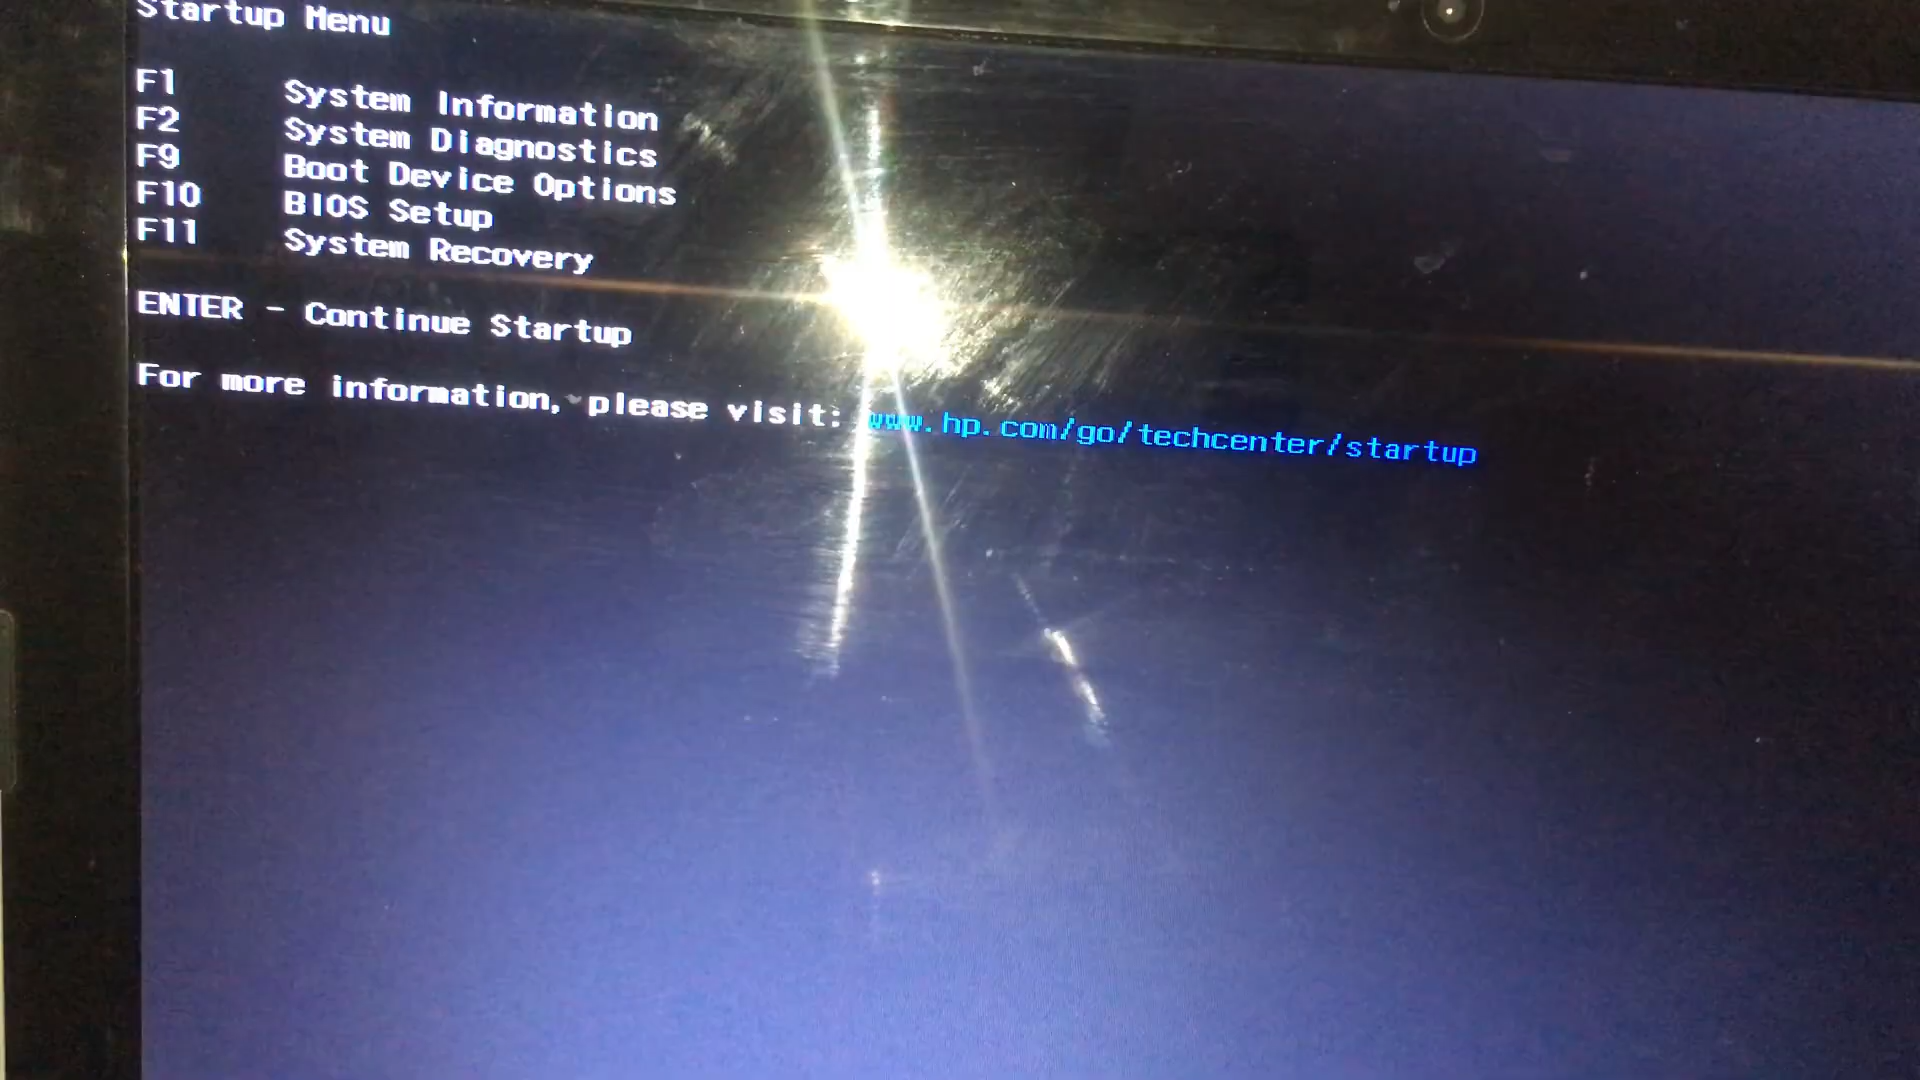 Startup Menu
F1 System Information
F2 System Diagnostics
F9 Boot Device Options
F10 BIOS Setup
F11 System Recovery
ENTER - Continue Startup
For more information, please visit: www.hp.com/go/techcenter/startup